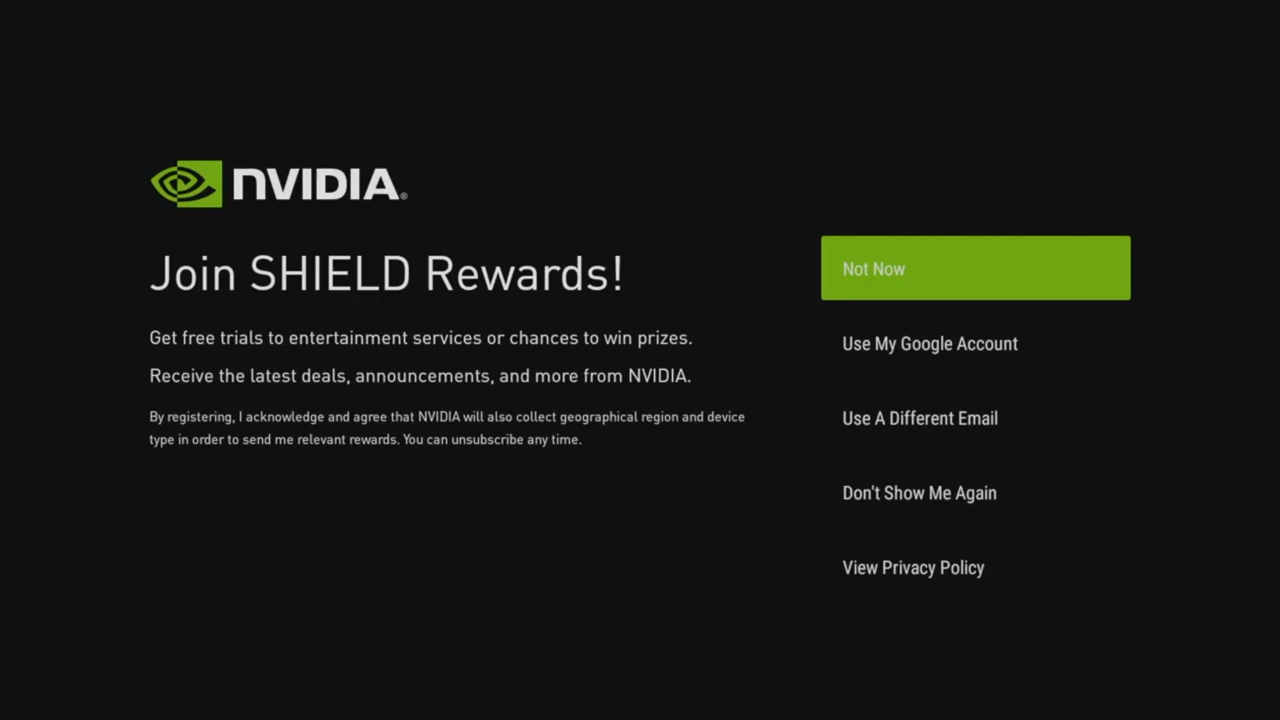 NVIDIA®
Join SHIELD Rewards!
Get free trials to entertainment services or chances to win prizes.
Receive the latest deals, announcements, and more from NVIDIA.
By registering, I acknowledge and agree that NVIDIA will also collect geographical region and device
type in order to send me relevant rewards. You can unsubscribe any time.
Not Now
Use My Google Account
Use A Different Email
Don't Show Me Again
View Privacy Policy